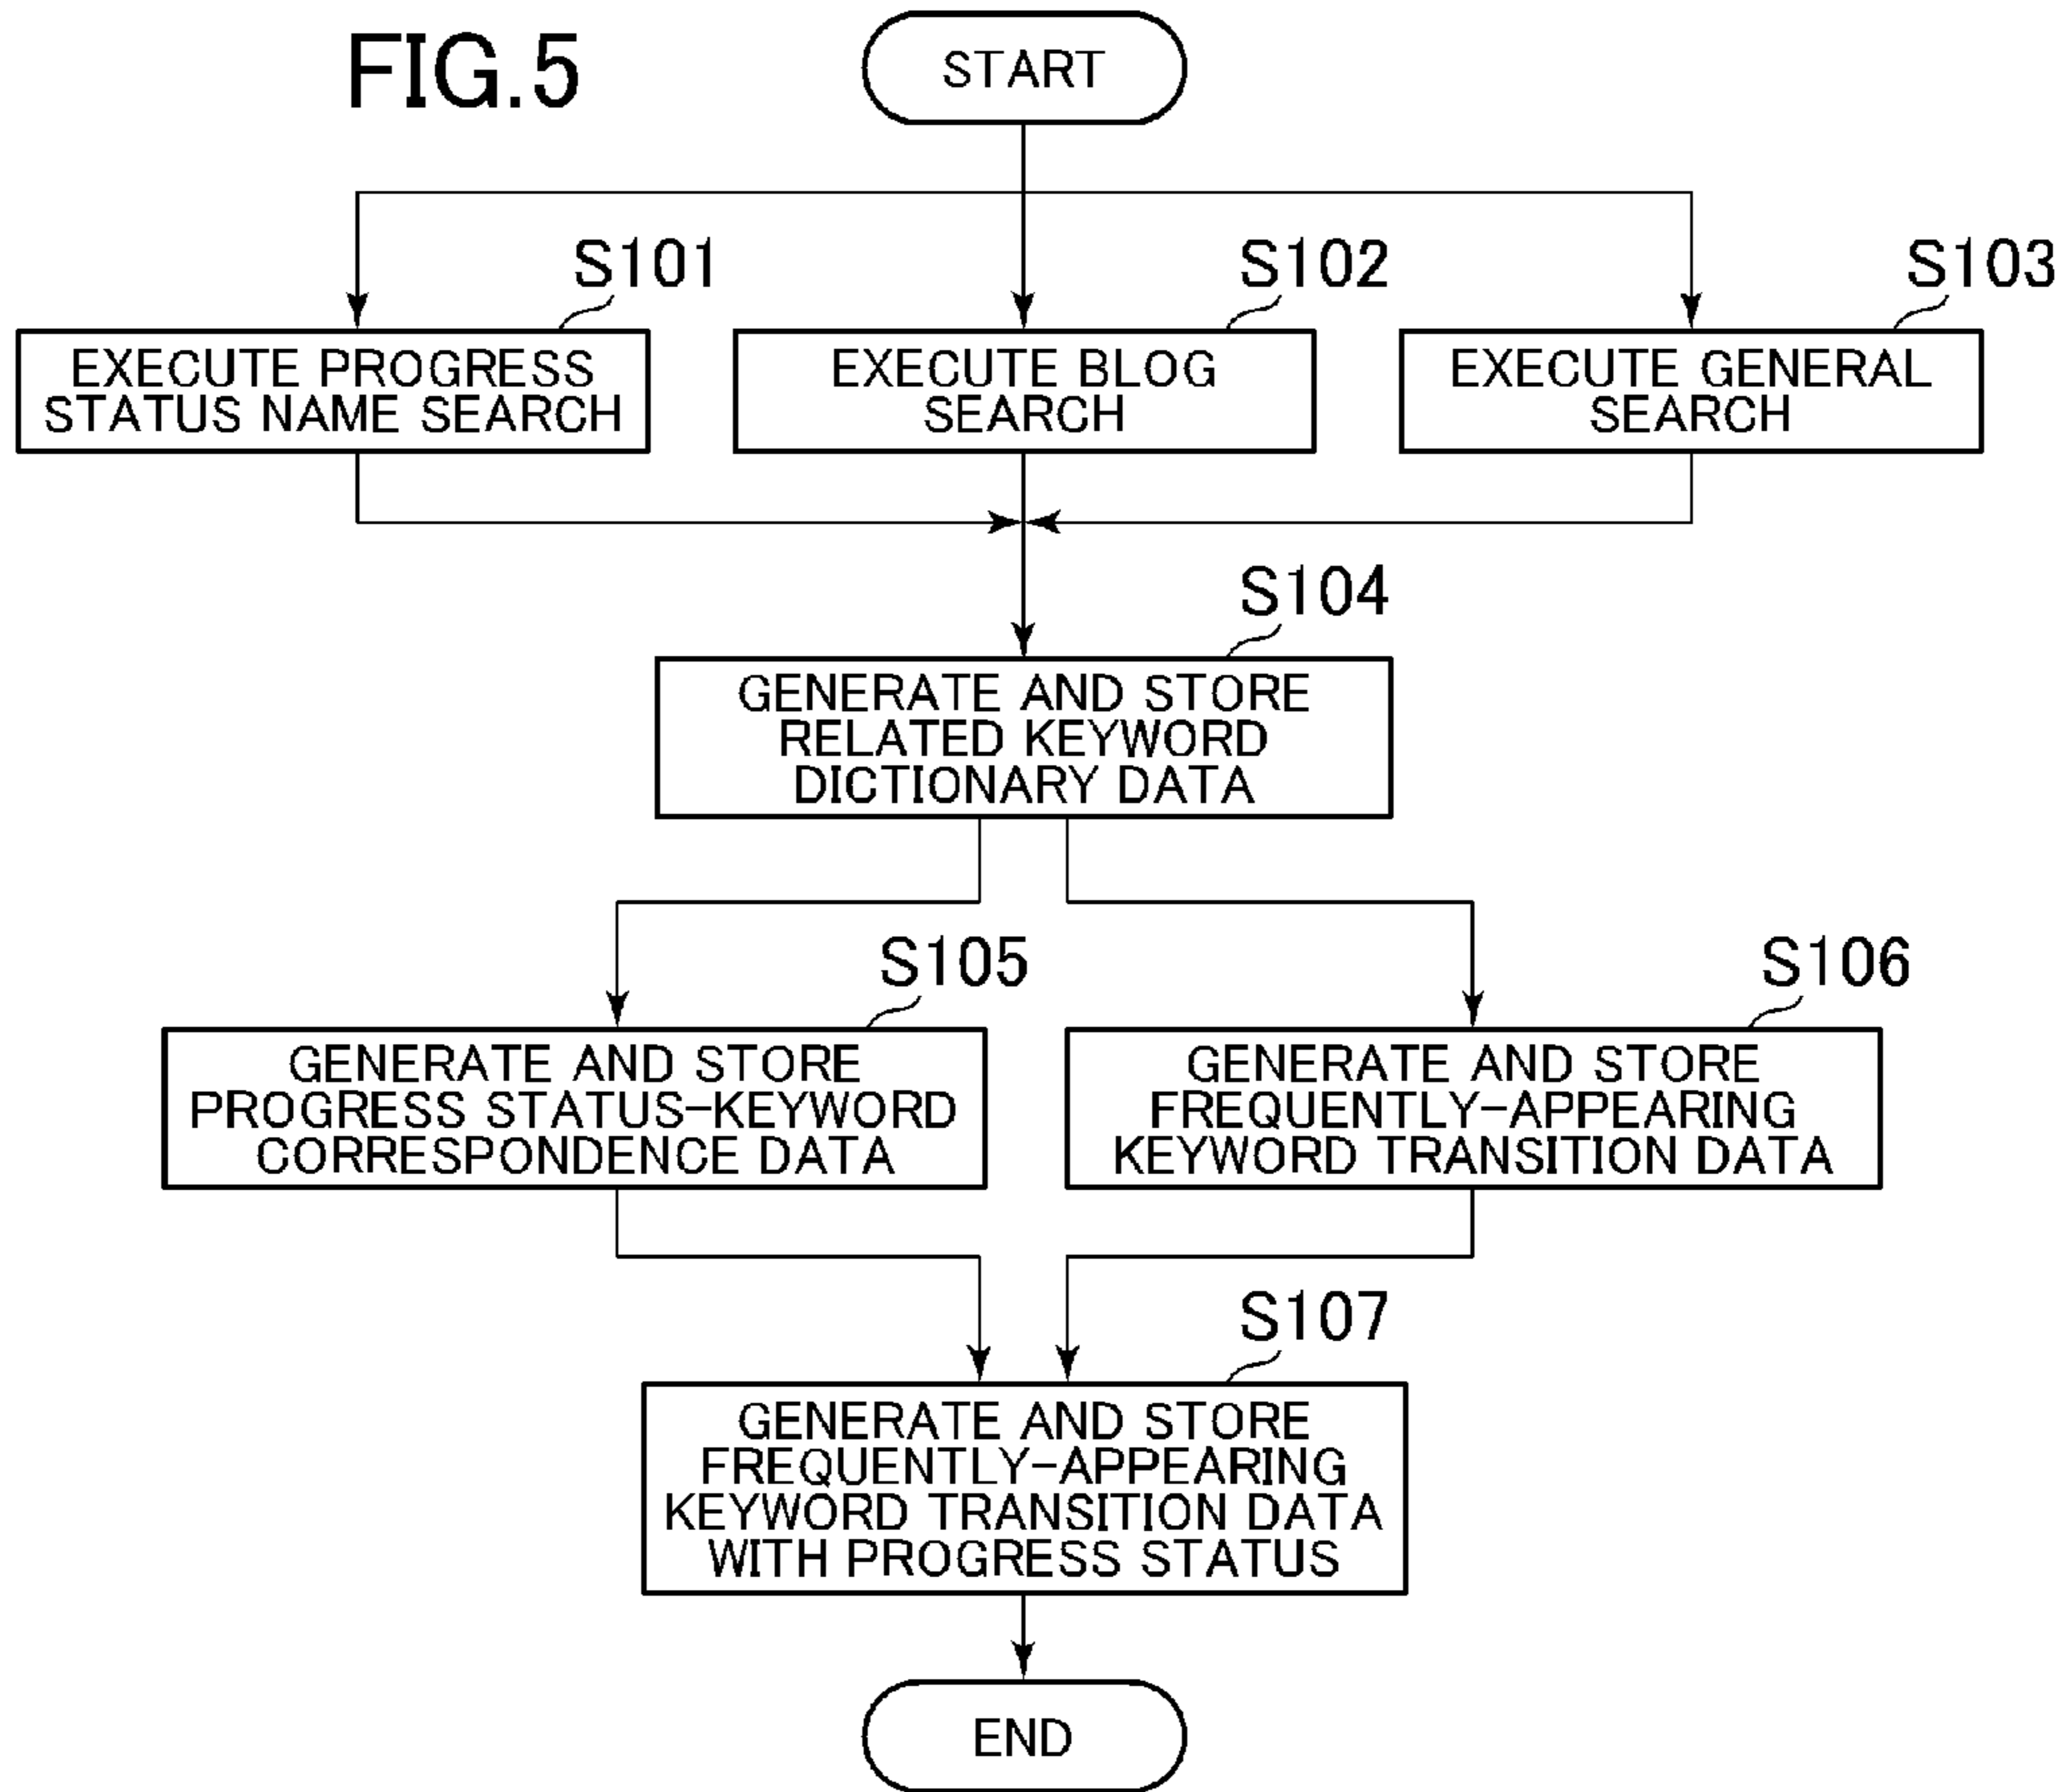 FIG.5
START
S101
EXECUTE PROGRESS
STATUS NAME SEARCH
S102
EXECUTE BLOG
SEARCH
S103
EXECUTE GENERAL
SEARCH
S104
GENERATE AND STORE
RELATED KEYWORD
DICTIONARY DATA
S105
GENERATE AND STORE
PROGRESS STATUS-KEYWORD
CORRESPONDENCE DATA
S106
GENERATE AND STORE
FREQUENTLY-APPEARING
KEYWORD TRANSITION DATA
S107
GENERATE AND STORE
FREQUENTLY-APPEARING
KEYWORD TRANSITION DATA
WITH PROGRESS STATUS
END